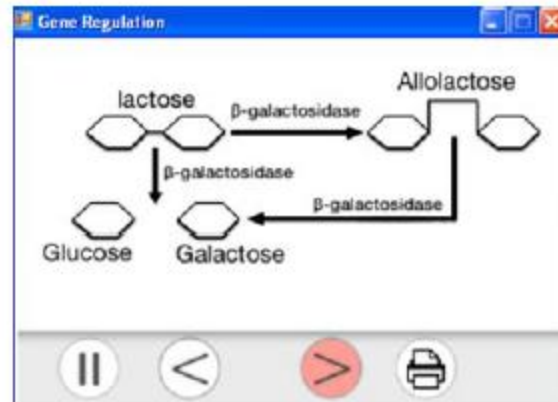 Gene Regulation
Allolactose
lactose
β-galactosidase
β-galactosidase
β-galactosidase
Glucose
Galactose